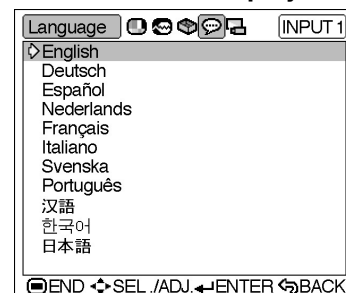 Language INPUT 1
English
Deutsch
Español
Nederlands
Français
Italiano
Svenska
Português
汉語
한국어
日本語
END SEL./ADJ. ENTER BACK